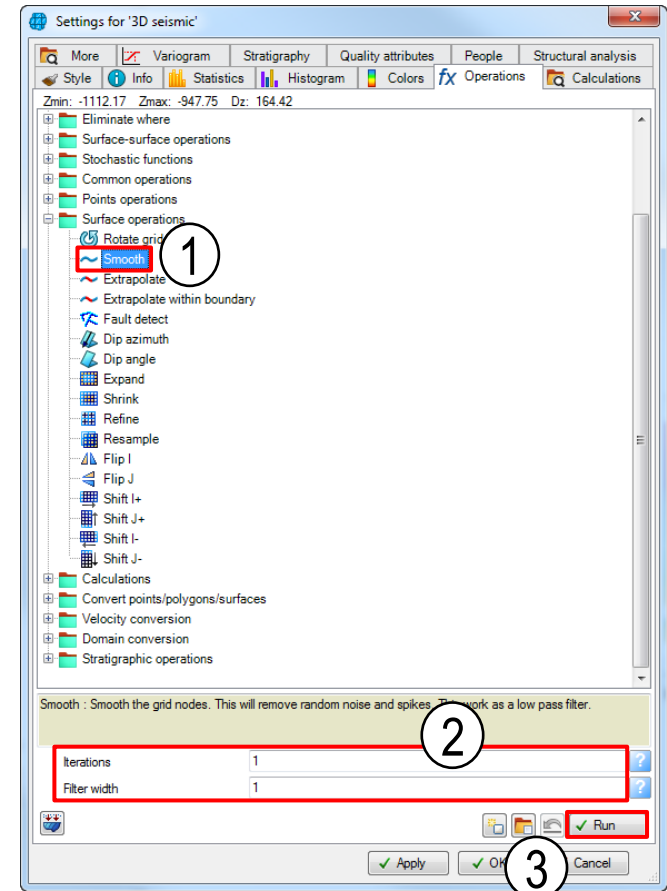 Settings for '3D seismic'
More Variogram Stratigraphy Quality attributes People Structural analysis
Style Info Statistics Histogram Colors fx Operations Calculations
Zmin: -1112.17 Zmax: -947.75 Dz: 164.42
Eliminate where
Surface-surface operations
Stochastic functions
Common operations
Points operations
Surface operations
Rotate grid
1
Smooth
Extrapolate
Extrapolate within boundary
Fault detect
Dip azimuth
Dip angle
Expand
Shrink
Refine
Resample
Flip I
Flip J
Shift I+
Shift J+
Shift I-
Shift J-
Calculations
Convert points/polygons/surfaces
Velocity conversion
Domain conversion
Stratigraphic operations
Smooth : Smooth the grid nodes. This will remove random noise and spikes. work as a low pass filter.
2
Iterations 1 ?
Filter width 1 ?
Run
Apply OK Cancel
3